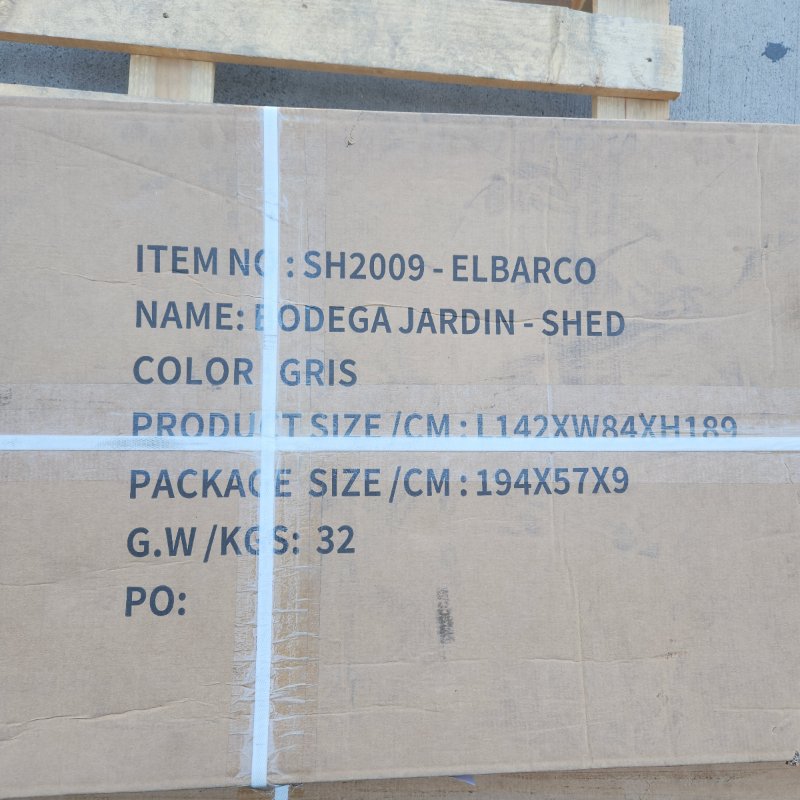 ITEM NO : SH2009 - ELBARCO
NAME: BODEGA JARDIN - SHED
COLOR GRIS
PRODUCT SIZE /CM : L142XW84XH189
PACKAGE SIZE /CM : 194X57X9
G.W /KGS: 32
PO: